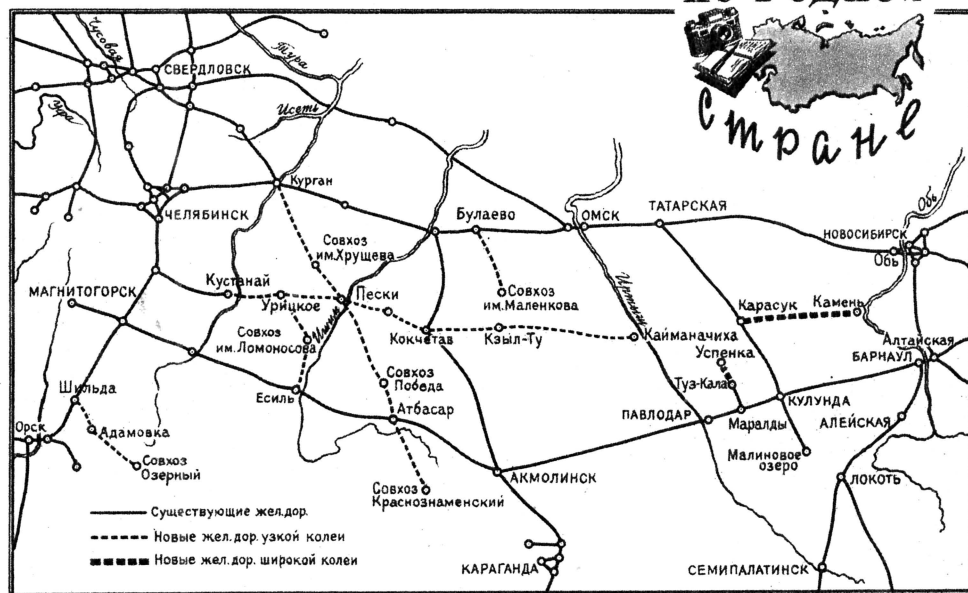 по родной
стране
Чусовая
Тура
СВЕРДЛОВСК
Исеть
Уфа
Курган
ЧЕЛЯБИНСК
Булаево
ОМСК
ТАТАРСКАЯ
Обь
НОВОСИБИРСК
Обь
Совхоз
им.Хрущева
Кустанай
Урицкое
Пески
Совхоз
им.Маленкова
Иртыш
МАГНИТОГОРСК
Карасук
Камень
Совхоз
им.Ломоносова
Ишим
Кокчетав
Кзыл-Ту
Кайманачиха
Успенка
Алтайская
БАРНАУЛ
Шильда
Есиль
Совхоз
Победа
Атбасар
Туз-Кала
ПАВЛОДАР
Маралды
КУЛУНДА
АЛЕЙСКАЯ
Орск
Адамовка
Совхоз
Озерный
Малиновое
озеро
АКМОЛИНСК
Совхоз
Краснознаменский
ЛОКОТЬ
Существующие жел.дор.
Новые жел.дор. узкой колеи
Новые жел.дор. широкой колеи
КАРАГАНДА
СЕМИПАЛАТИНСК